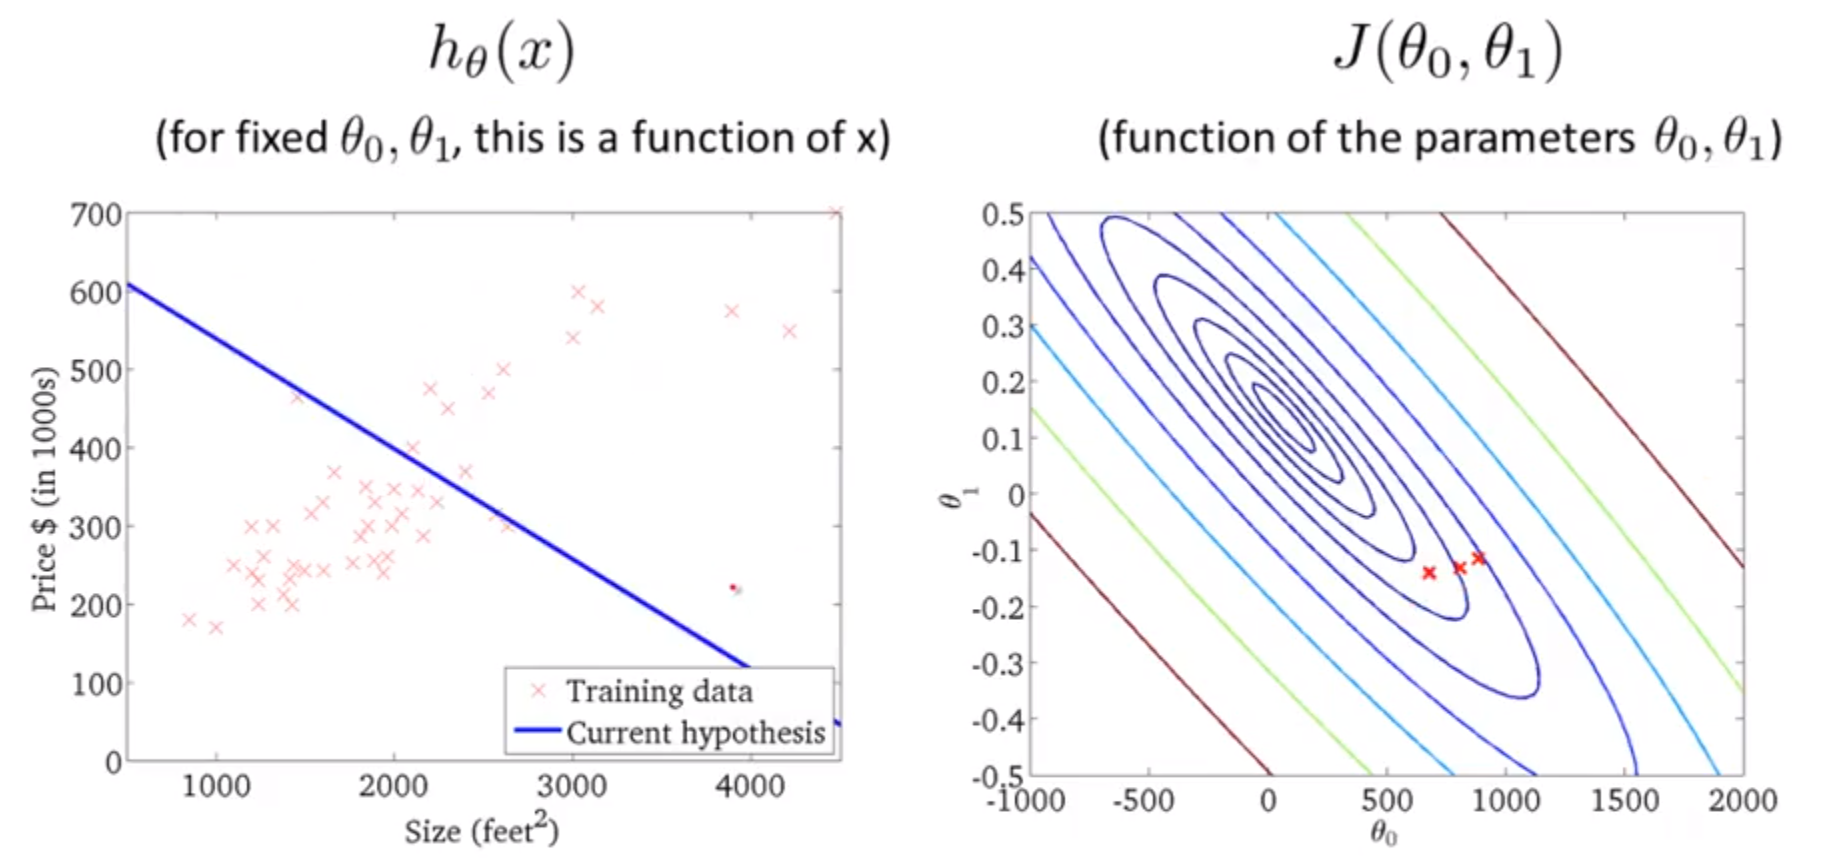 hθ(x)
(for fixed θ0, θ1, this is a function of x)
700
600
500
400
300
200
100
0
Price $ (in 1000s)
1000 2000 3000 4000
Size (feet²)
Training data
Current hypothesis
J(θ0, θ1)
(function of the parameters θ0, θ1)
0.5
0.4
0.3
0.2
0.1
0
-0.1
-0.2
-0.3
-0.4
-0.5
θ1
-1000 -500 0 500 1000 1500 2000
θ0